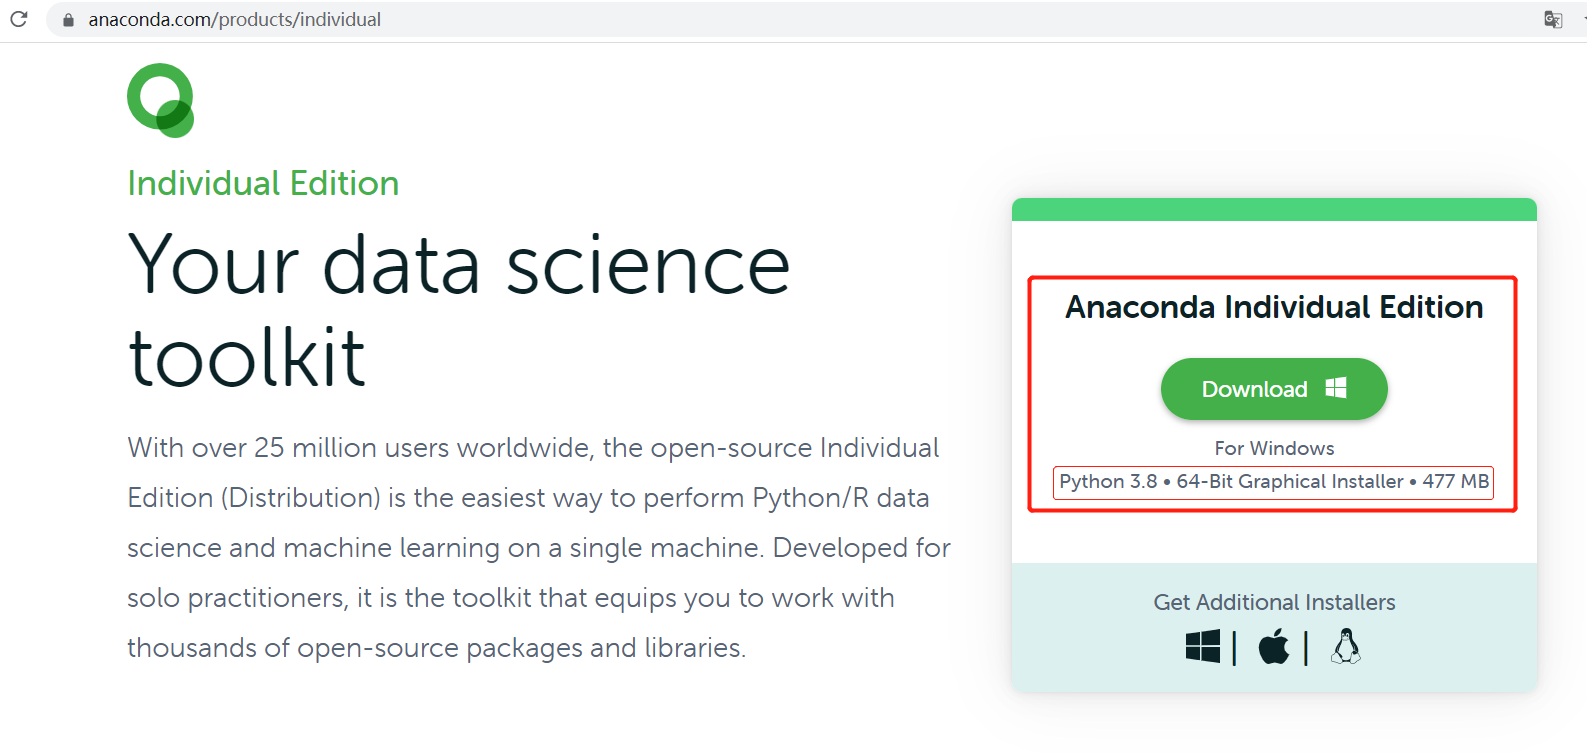 anaconda.com/products/individual
Individual Edition
Your data science
toolkit
With over 25 million users worldwide, the open-source Individual
Edition (Distribution) is the easiest way to perform Python/R data
science and machine learning on a single machine. Developed for
solo practitioners, it is the toolkit that equips you to work with
thousands of open-source packages and libraries.
Anaconda Individual Edition
Download
For Windows
Python 3.8 • 64-Bit Graphical Installer • 477 MB
Get Additional Installers